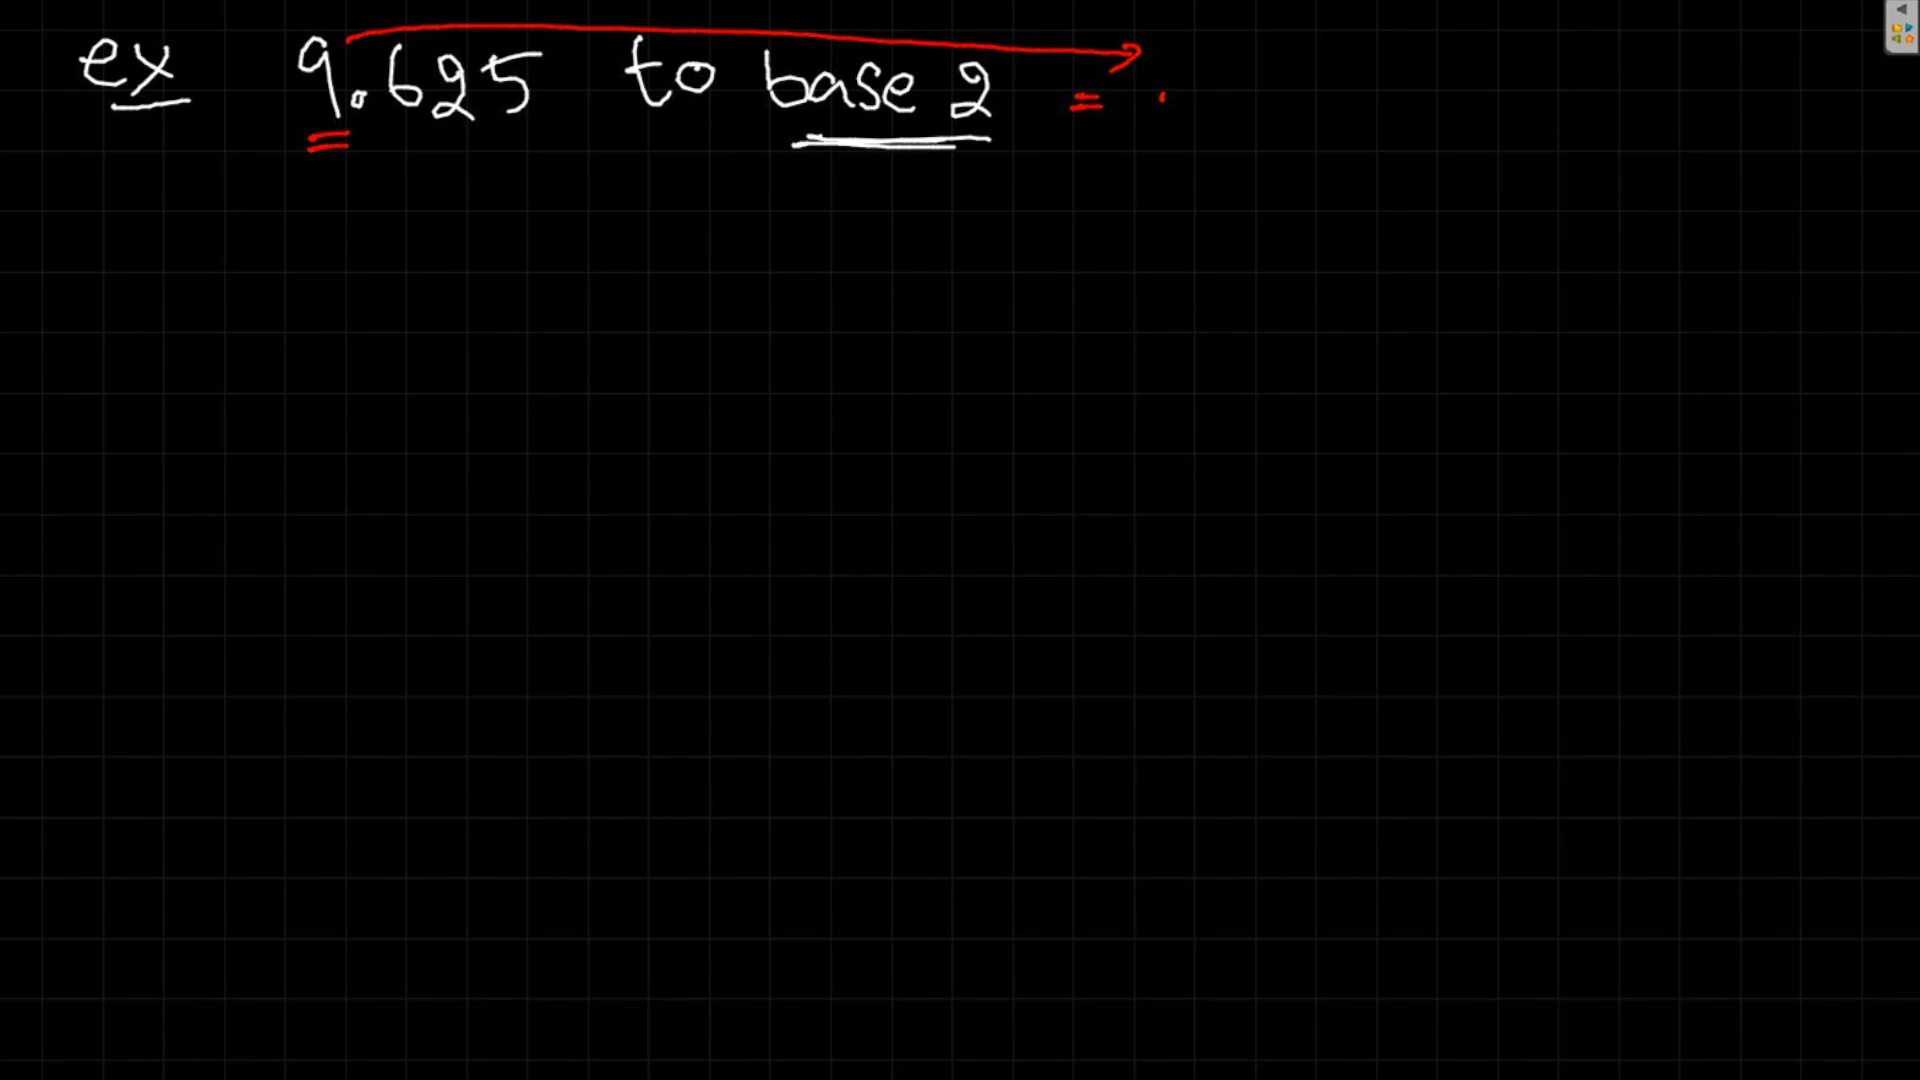 ex 9.625 to base 2 = .